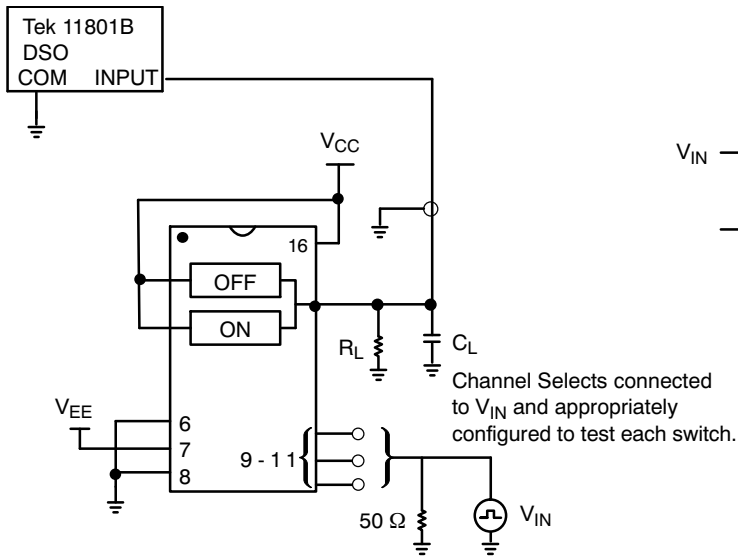 Tek 11801B
DSO
COM INPUT
VCC
VIN
16
OFF
ON
RL
CL
Channel Selects connected
to VIN and appropriately
configured to test each switch.
VEE
6
7
8
9 - 11
50 Ω
VIN